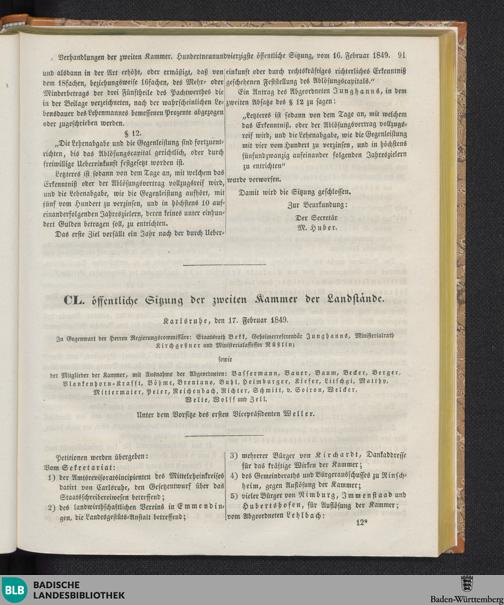 Verhandlungen der zweiten Kammer. Hundertneunundvierzigste öffentliche Sitzung, vom 16. Februar 1849. 91
und alsdann in der Art erhöht, oder ermäßigt, daß von
dem 18fachen, beziehungsweise 16fachen, des Mehr- oder
Minderbetrags der drei Fünftheile des Pachtwerthes die
in der Beilage verzeichneten, nach der wahrscheinlichen Le-
bensdauer des Lehenmannes bemessenen Prozente abgezogen
oder zugeschrieben werden.
§ 12.
„Die Lehenabgabe und die Gegenleistung sind fortzuent-
richten, bis das Ablösungscapital gerichtlich, oder durch
freiwillige Uebereinkunft festgesetzt worden ist.
Letzteres ist sodann von dem Tage an, mit welchem das
Erkenntniß oder der Ablösungsvertrag vollzugsreif wird,
und die Lehenabgabe, wie die Gegenleistung aufhört, mit
fünf vom Hundert zu verzinsen, und in höchstens 10 auf-
einanderfolgenden Jahreszielern, deren keines unter einhun-
dert Gulden betragen soll, zu entrichten.
Das erste Ziel verfällt ein Jahr nach der durch Ueber-
einkunft oder durch rechtskräftiges richterliches Erkenntniß
geschehenen Feststellung des Ablösungscapitals.“
Ein Antrag des Abgeordneten Junghanns, in dem
zweiten Absatz des § 12 zu sagen:
„Letzteres ist sodann von dem Tage an, mit welchem
das Erkenntniß, oder der Ablösungsvertrag vollzugs-
reif wird, und die Lehenabgabe, wie die Gegenleistung
mit vier vom Hundert zu verzinsen, und in höchstens
fünfundzwanzig aufeinander folgenden Jahreszielern
zu entrichten“
wurde verworfen.
Damit wird die Sitzung geschlossen.
Zur Beurkundung:
Der Secretär
M. Huber.
CL. öffentliche Sitzung der zweiten Kammer der Landstände.
Karlsruhe, den 17. Februar 1849.
In Gegenwart der Herren Regierungscommissäre: Staatsrath Bekk, Geheimerreferendär Junghanns, Ministerialrath
Kirchgeßner und Ministerialassessor Rüßlin;
sowie
der Mitglieder der Kammer, mit Ausnahme der Abgeordneten: Bassermann, Bauer, Baum, Becker, Berger,
Blankenhorn-Krafft, Böhme, Brentano, Buhl, Heimburger, Kiefer, Litschgi, Mathy,
Mittermaier, Peter, Reichenbach, Richter, Schmitt, v. Soiron, Welcker,
Welte, Wolff und Zell.
Unter dem Vorsitze des ersten Vicepräsidenten Weller.
Petitionen werden übergeben:
Vom Sekretariat:
1) der Amtsrevisoratsincipienten des Mittelrheinkreises
datirt von Carlsruhe, den Gesetzentwurf über das
Staatsschreibereiwesen betreffend;
2) des landwirthschaftlichen Vereins in Emmendin-
gen, die Landesgestüts-Anstalt betreffend;
3) mehrerer Bürger von Kirchardt, Dankaddresse
für das kräftige Wirken der Kammer;
4) des Gemeinderaths und Bürgerausschusses zu Rinsch-
heim, gegen Auflösung der Kammer;
5) vieler Bürger von Nimburg, Immenstaad und
Hubertshofen, für Auflösung der Kammer;
vom Abgeordneten Lehlbach:
12*
BLB
BADISCHE
LANDESBIBLIOTHEK
Baden-Württemberg